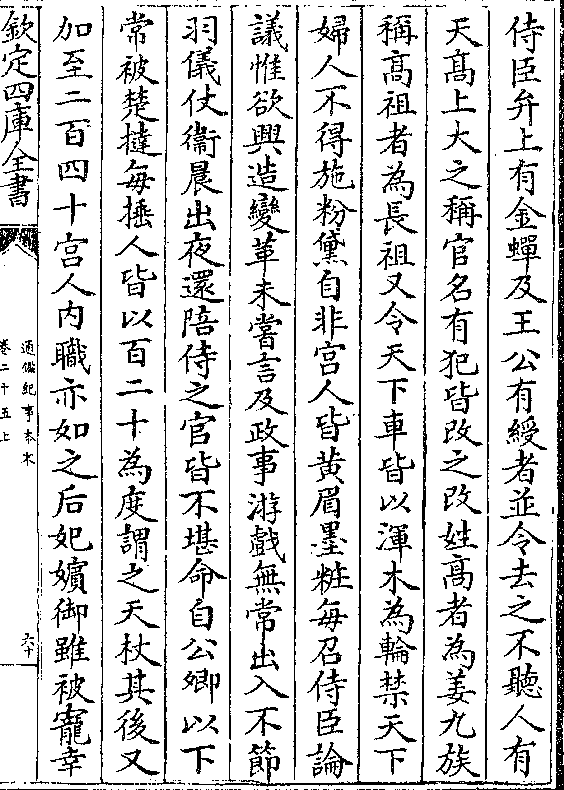 侍臣弁上有金蟬及王公有綬者並令去之不聽人有
天髙上大之稱官名有犯皆改之改姓髙者為姜九族
稱髙祖者為長祖又令天下車皆以渾木為輪禁天下
婦人不得施粉黛自非宫人皆黄眉墨粧每召侍臣論
議惟欲興造變革未嘗言及政事游戲無常出入不節
羽儀仗衞晨出夜還陪侍之官皆不堪命自公卿以下
常被楚撻每捶人皆以百二十為度謂之天杖其後又
加至二百四十宫人内職亦如之后妃嬪御雖被寵幸
欽定四庫全書
通鑑紀事本末
卷二十五上
六十